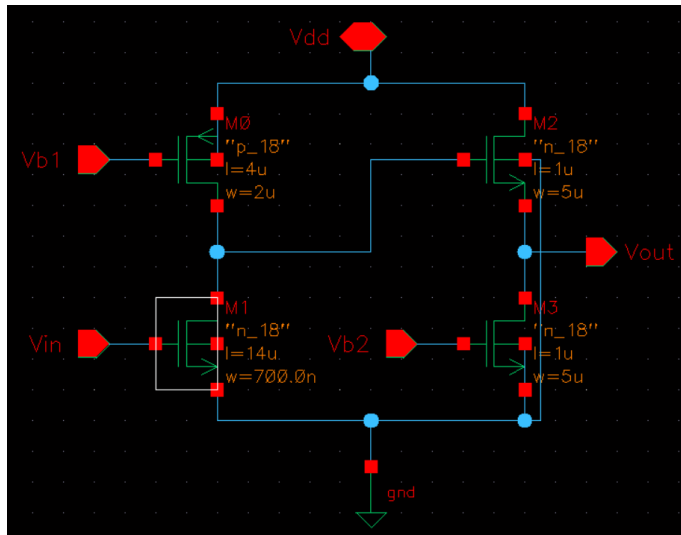 Vdd
M0
"p_18"
l=4u
w=2u
Vb1
M2
"n_18"
l=1u
w=5u
Vout
M1
"n_18"
l=14u
w=700.0n
Vin
M3
"n_18"
l=1u
w=5u
Vb2
gnd